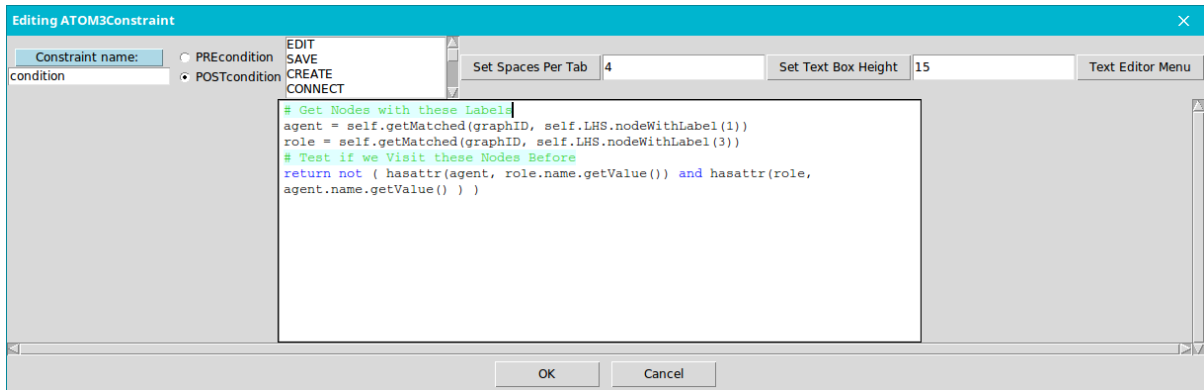 Editing ATOM3Constraint
Constraint name:
condition
PREcondition
POSTcondition
EDIT
SAVE
CREATE
CONNECT
Set Spaces Per Tab
4
Set Text Box Height
15
Text Editor Menu
# Get Nodes with these Labels
agent = self.getMatched(graphID, self.LHS.nodeWithLabel(1))
role = self.getMatched(graphID, self.LHS.nodeWithLabel(3))
# Test if we Visit these Nodes Before
return not ( hasattr(agent, role.name.getValue()) and hasattr(role,
agent.name.getValue() ) )
OK
Cancel